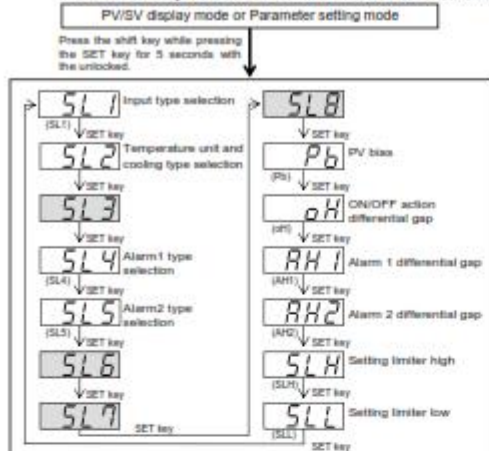 PV/SV display mode or Parameter setting mode
Press the shift key while pressing
the SET key for 5 seconds with
the unlocked.
SL1 Input type selection
(SL1)
SET key
SL2 Temperature unit and
cooling type selection
SET key
SL3
SET key
SL4 Alarm1 type
selection
(SL4)
SET key
SL5 Alarm2 type
selection
(SL5)
SET key
SL6
SET key
SL7
SET key
SL8
SET key
Pb PV bias
(Pb)
SET key
oH ON/OFF action
differential gap
(oH)
SET key
AH1 Alarm 1 differential gap
(AH1)
SET key
AH2 Alarm 2 differential gap
(AH2)
SET key
SLH Setting limiter high
(SLH)
SET key
SLL Setting limiter low
(SLL)
SET key